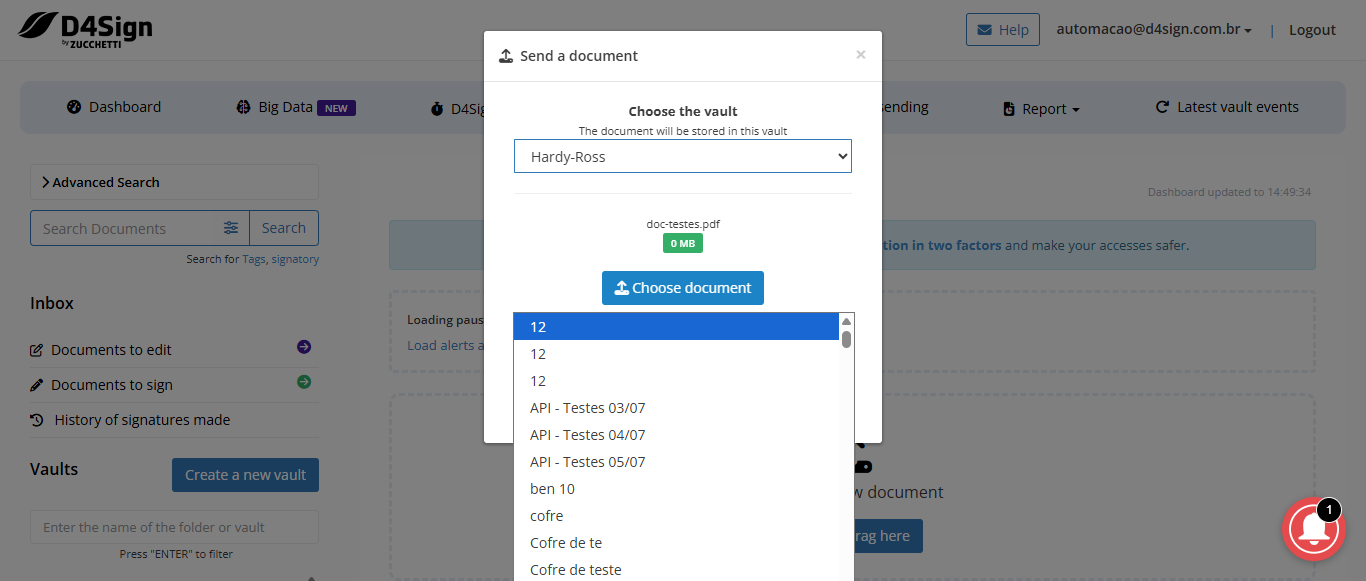 D4Sign
by ZUCCHETTI
Help
automacao@d4sign.com.br
|
Logout
Send a document
×
Dashboard
Big Data NEW
D4Sig
sending
Report
Latest vault events
Choose the vault
The document will be stored in this vault
Hardy-Ross
Advanced Search
Search Documents
Search
Search for Tags, signatory
Dashboard updated to 14:49:34
doc-testes.pdf
0 MB
tion in two factors and make your accesses safer.
Choose document
Inbox
Documents to edit
Documents to sign
History of signatures made
Loading paus
Load alerts a
12
12
12
API - Testes 03/07
API - Testes 04/07
API - Testes 05/07
ben 10
cofre
Cofre de te
Cofre de teste
Vaults
Create a new vault
Enter the name of the folder or vault
Press "ENTER" to filter
w document
rag here
1